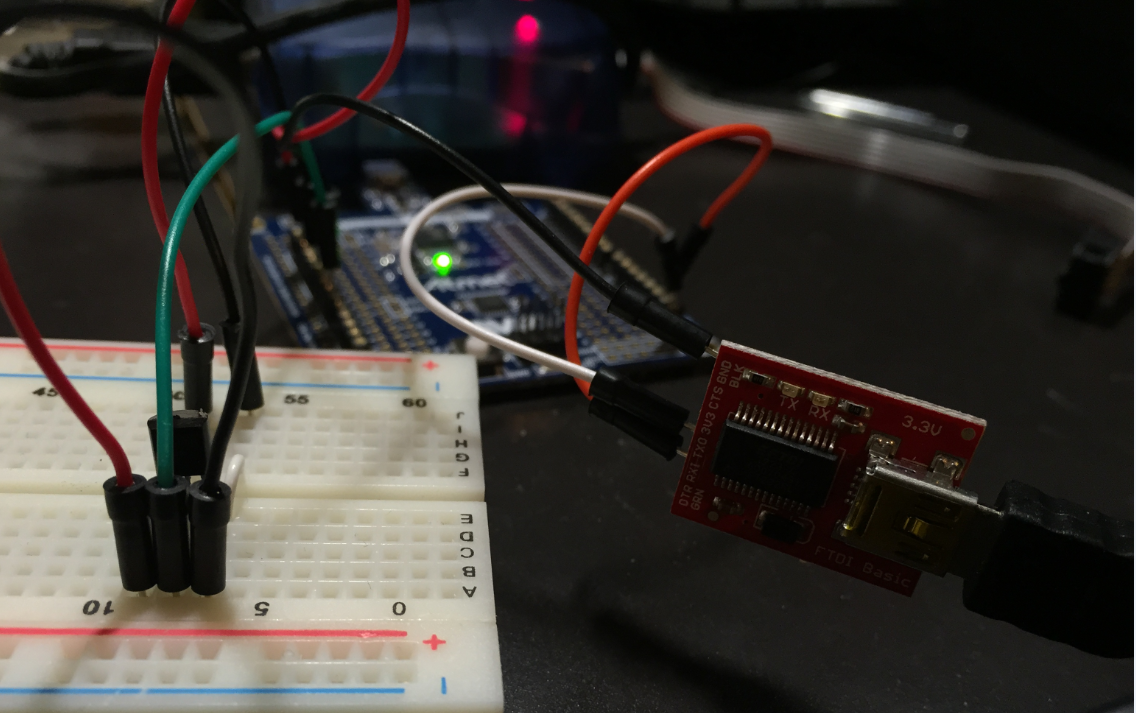 Atmel
+
-
45
55
60
J
I
H
G
F
E
D
C
B
A
10
5
0
+
-
GND
CTS
3V3
TXO
RXI
DTR
BLK
GRN
TX RX
3.3V
FTDI Basic